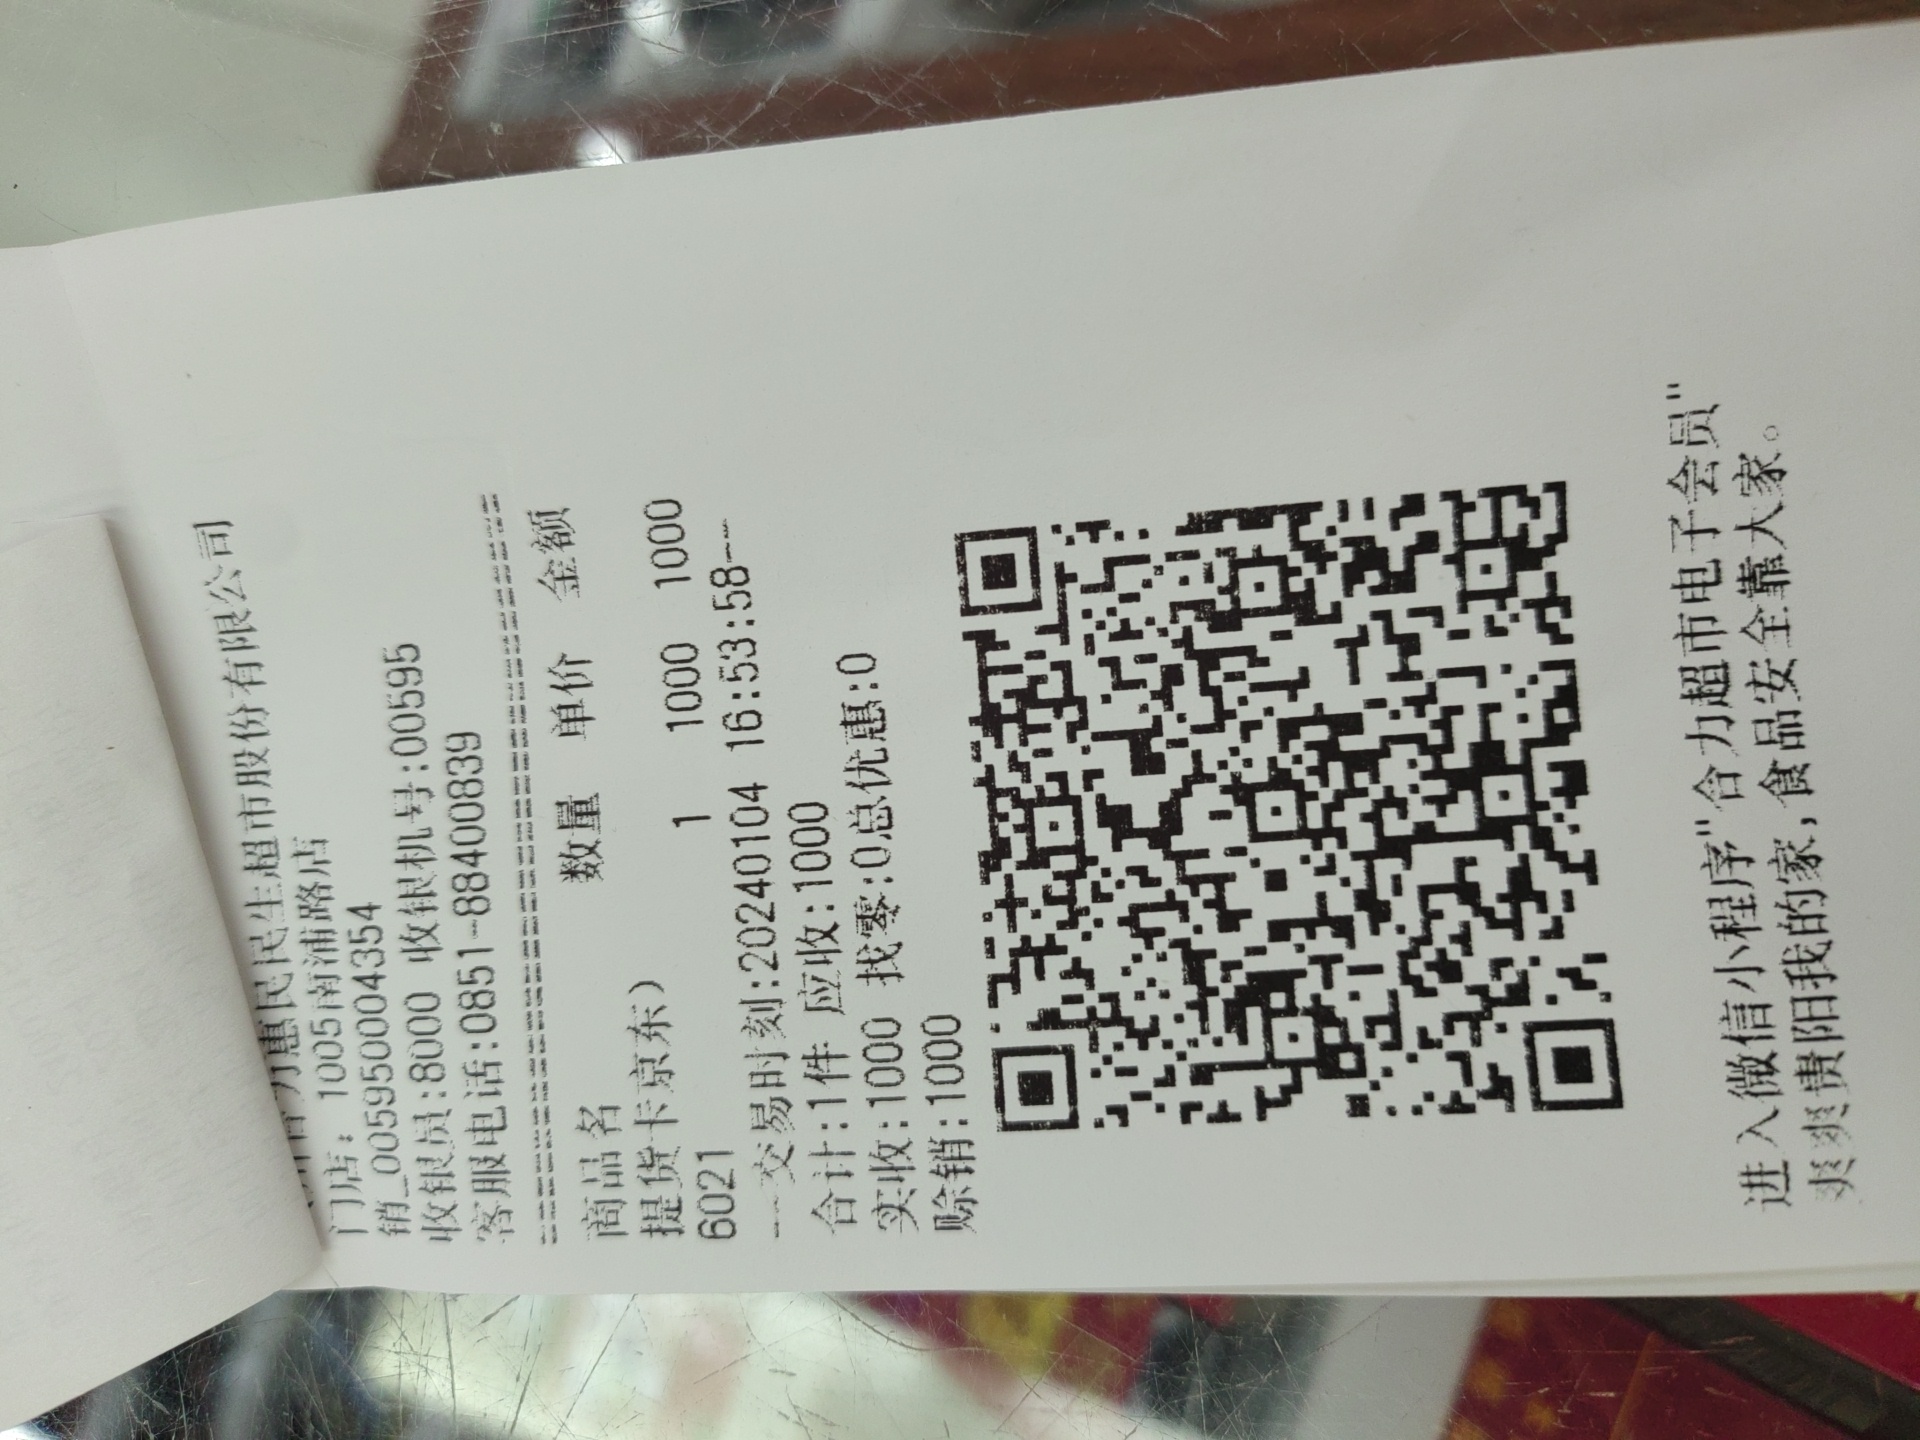 合力惠民民生超市股份有限公司
门店: 1005南浦路店
销_0059500004354
收银员:8000 收银机号:00595
客服电话:0851-88400839
商品名 数量 单价 金额
提货卡京东)
6021 1 1000 1000
---交易时刻:20240104 16:53:58---
合计:1件 应收:1000
实收:1000 找零:0总优惠:0
赊销:1000
进入微信小程序"合力超市电子会员"
爽爽贵阳我的家,食品安全靠大家。